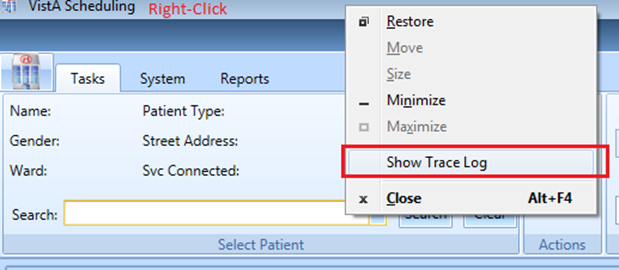 VistA Scheduling Right-Click
Restore
Move
Size
Minimize
Maximize
Show Trace Log
Close Alt+F4
Tasks System Reports
Name: Patient Type:
Gender: Street Address:
Ward: Svc Connected:
Search: Search Clear
Select Patient Actions